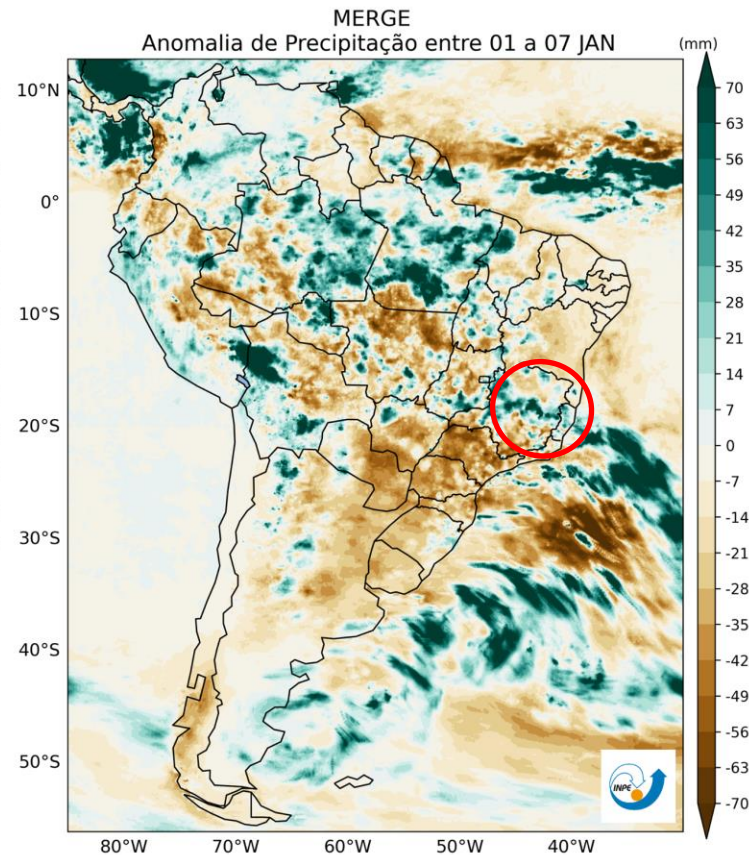 MERGE
Anomalia de Precipitação entre 01 a 07 JAN
(mm)
10°N
0°
10°S
20°S
30°S
40°S
50°S
80°W
70°W
60°W
50°W
40°W
70
63
56
49
42
35
28
21
14
7
0
-7
-14
-21
-28
-35
-42
-49
-56
-63
-70
INPE